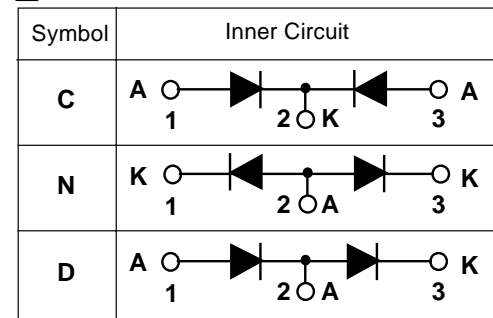 Symbol Inner Circuit
C A A
1 2 K 3
N K K
1 2 A 3
D A K
1 2 A 3